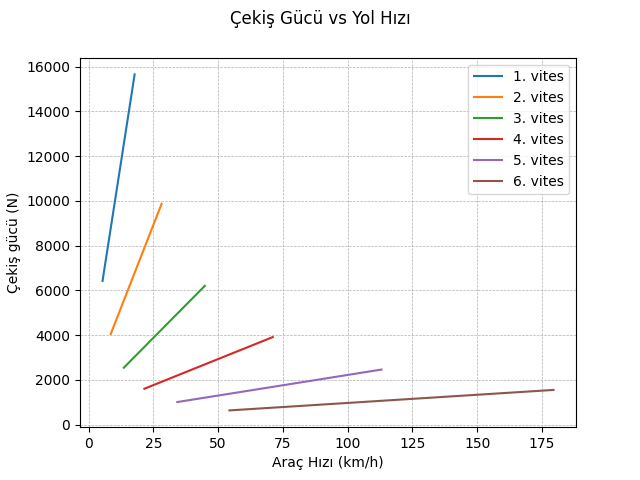 Çekiş Gücü vs Yol Hızı
16000
14000
12000
10000
8000
6000
4000
2000
0
Çekiş gücü (N)
1. vites
2. vites
3. vites
4. vites
5. vites
6. vites
0 25 50 75 100 125 150 175
Araç Hızı (km/h)